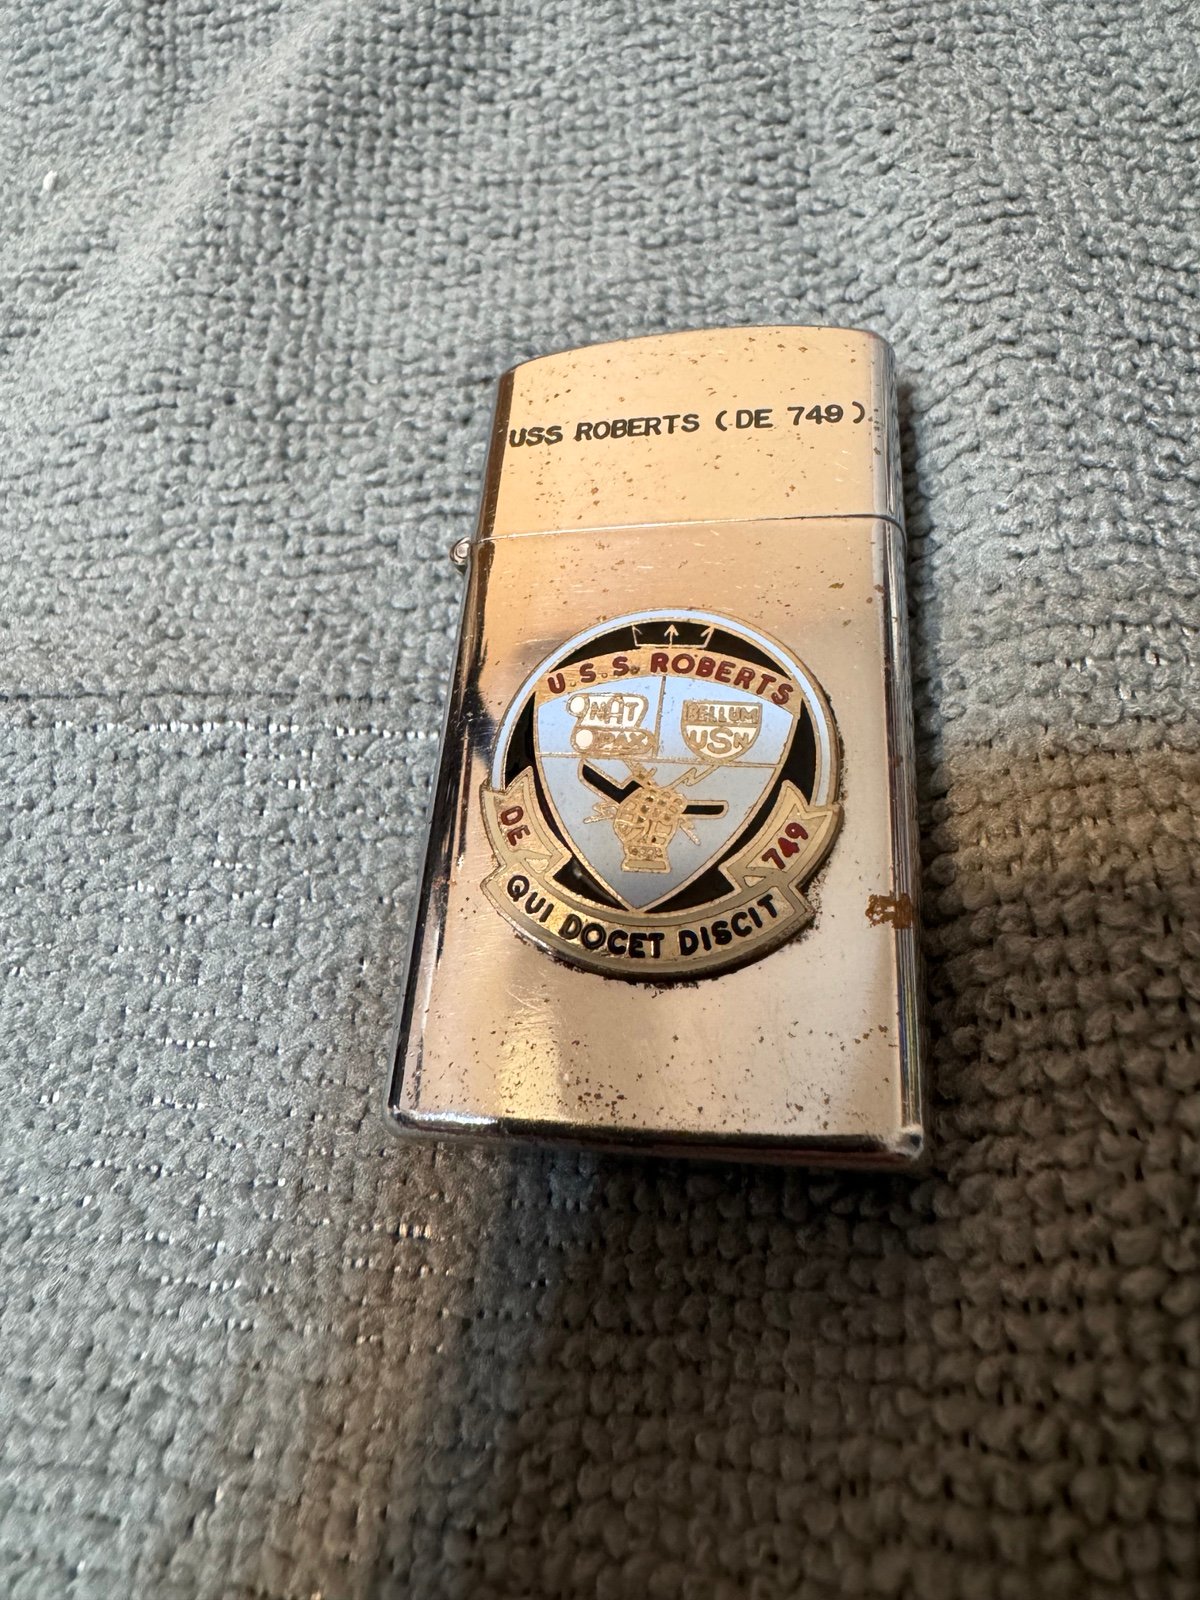 USS ROBERTS (DE 749)
U.S.S. ROBERTS
NAT BELLUM
PAX USN
DE 749
QUI DOCET DISCIT